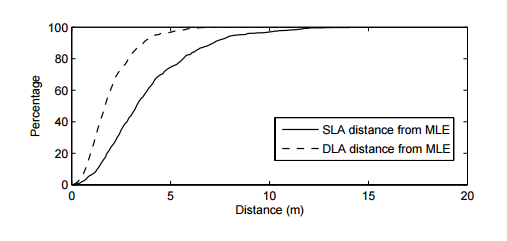 100
80
60
40
20
0
Percentage
SLA distance from MLE
DLA distance from MLE
0 5 10 15 20
Distance (m)